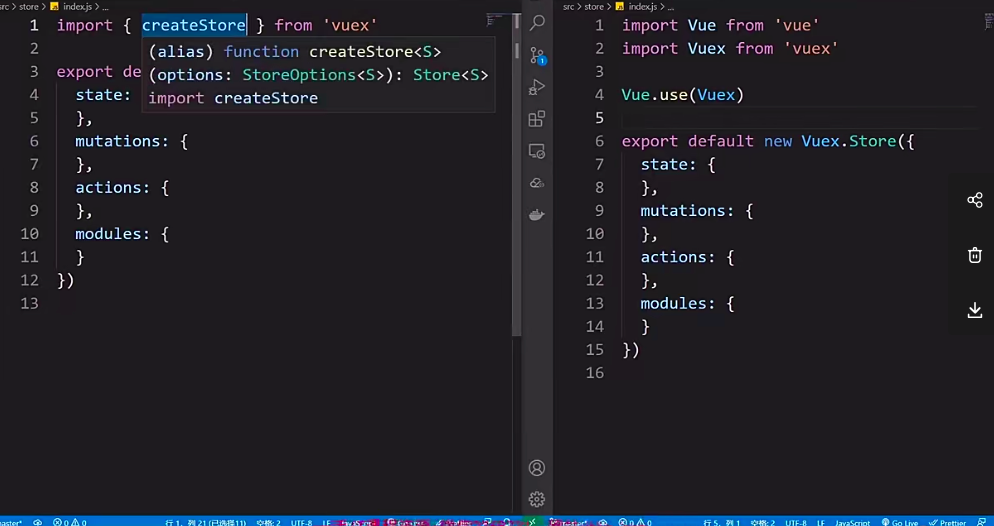 src > store > index.js > ...
1 import { createStore } from 'vuex'
2
(alias) function createStore<S>
(options: StoreOptions<S>): Store<S>
import createStore
3 export de
4 state:
5 },
6 mutations: {
7 },
8 actions: {
9 },
10 modules: {
11 }
12 })
13
行 1，列 21 (已选择11) 空格: 2 UTF-8 LF JavaScript
1
src > store > index.js > ...
1 import Vue from 'vue'
2 import Vuex from 'vuex'
3
4 Vue.use(Vuex)
5
6 export default new Vuex.Store({
7 state: {
8 },
9 mutations: {
10 },
11 actions: {
12 },
13 modules: {
14 }
15 })
16
master* 0 0 行 5，列 1 空格: 2 UTF-8 LF JavaScript Go Live Prettier